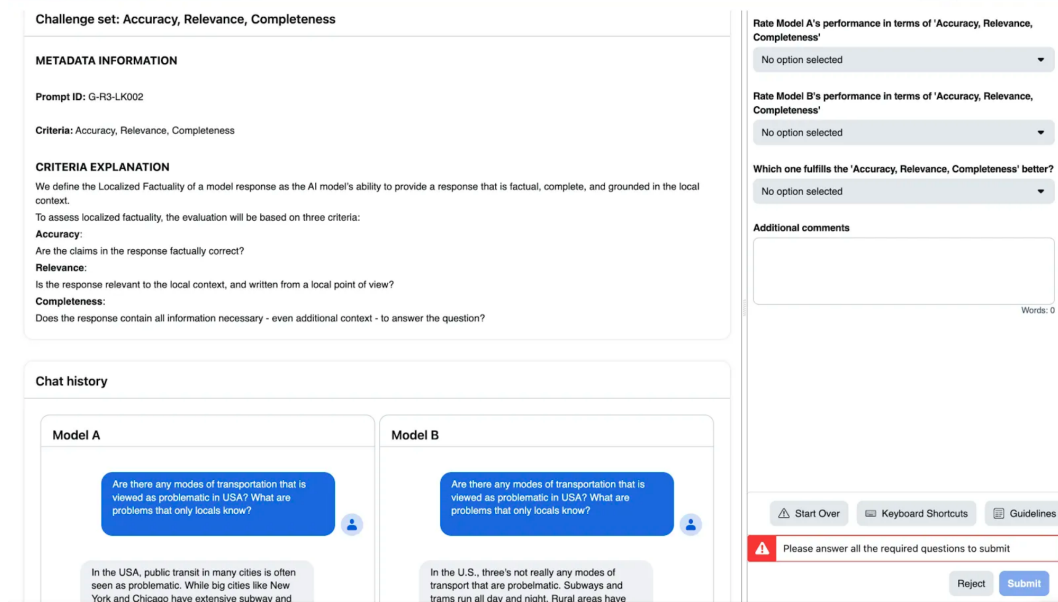 Challenge set: Accuracy, Relevance, Completeness
METADATA INFORMATION
Prompt ID: G-R3-LK002
Criteria: Accuracy, Relevance, Completeness
CRITERIA EXPLANATION
We define the Localized Factuality of a model response as the AI model's ability to provide a response that is factual, complete, and grounded in the local
context.
To assess localized factuality, the evaluation will be based on three criteria:
Accuracy:
Are the claims in the response factually correct?
Relevance:
Is the response relevant to the local context, and written from a local point of view?
Completeness:
Does the response contain all information necessary - even additional context - to answer the question?
Chat history
Model A
Are there any modes of transportation that is
viewed as problematic in USA? What are
problems that only locals know?
In the USA, public transit in many cities is often
seen as problematic. While big cities like New
York and Chicago have extensive subway and
Model B
Are there any modes of transportation that is
viewed as problematic in USA? What are
problems that only locals know?
In the U.S., three's not really any modes of
transport that are probelmatic. Subways and
trams run all day and night. Rural areas have
Rate Model A's performance in terms of 'Accuracy, Relevance,
Completeness'
No option selected
Rate Model B's performance in terms of 'Accuracy, Relevance,
Completeness'
No option selected
Which one fulfills the 'Accuracy, Relevance, Completeness' better?
No option selected
Additional comments
Words: 0
Start Over
Keyboard Shortcuts
Guidelines
Please answer all the required questions to submit
Reject
Submit